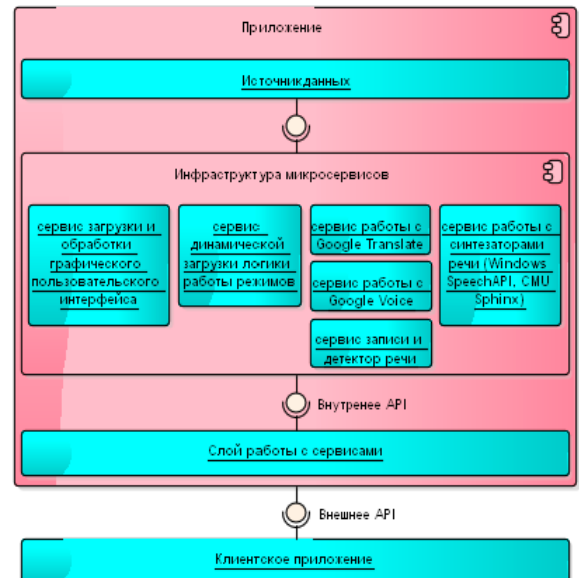 Приложение
Источникданных
Инфраструктура микросервисов
сервис загрузки и
обработки
графического
пользовательского
интерфейса
сервис
динамической
загрузки логики
работы режимов
сервис работы с
Google Translate
сервис работы с
Google Voice
сервис записи и
детектор речи
сервис работы с
синтезаторами
речи (Windows
SpeechAPI, CMU
Sphinx)
Внутренее API
Слой работы с сервисами
Внешнее API
Клиентское приложение